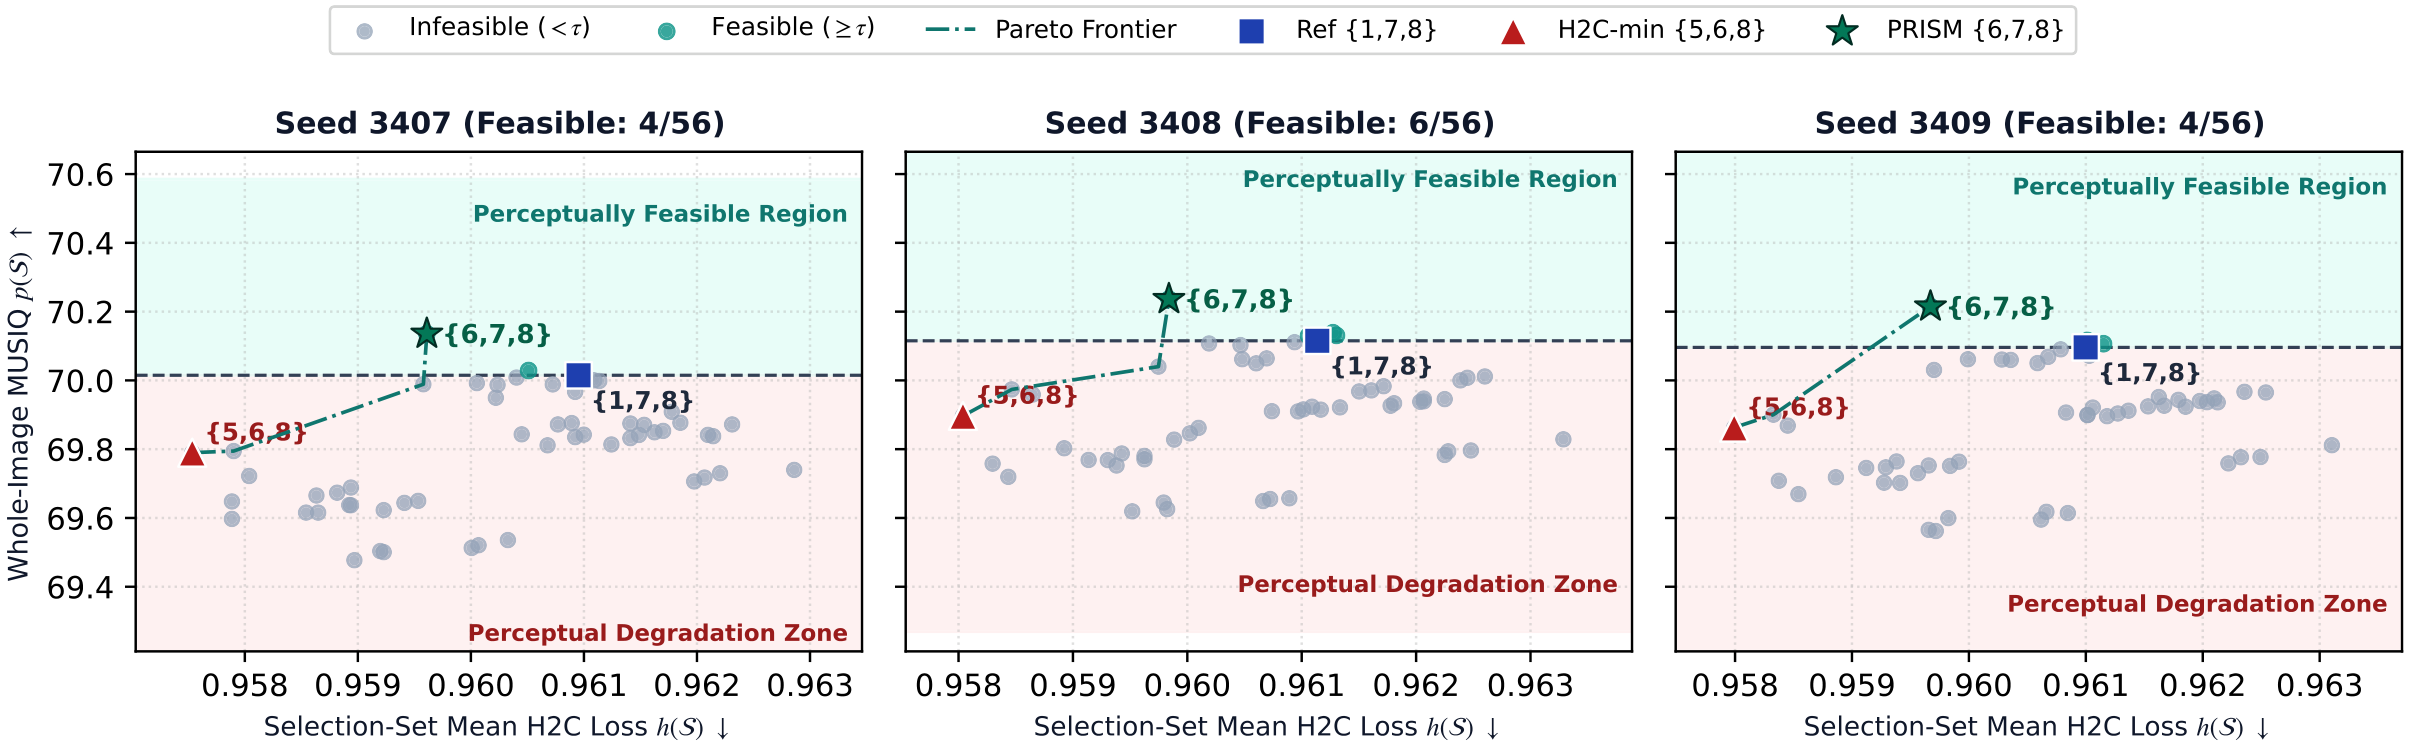 Infeasible (<τ) Feasible (≥τ) Pareto Frontier Ref {1,7,8} H2C-min {5,6,8} PRISM {6,7,8}
Seed 3407 (Feasible: 4/56)
70.6
70.4
70.2
70.0
69.8
69.6
69.4
Whole-Image MUSIQ p(S) ↑
Perceptually Feasible Region
{6,7,8}
{1,7,8}
{5,6,8}
Perceptual Degradation Zone
0.958 0.959 0.960 0.961 0.962 0.963
Selection-Set Mean H2C Loss h(S) ↓
Seed 3408 (Feasible: 6/56)
Perceptually Feasible Region
{6,7,8}
{1,7,8}
{5,6,8}
Perceptual Degradation Zone
0.958 0.959 0.960 0.961 0.962 0.963
Selection-Set Mean H2C Loss h(S) ↓
Seed 3409 (Feasible: 4/56)
Perceptually Feasible Region
{6,7,8}
{1,7,8}
{5,6,8}
Perceptual Degradation Zone
0.958 0.959 0.960 0.961 0.962 0.963
Selection-Set Mean H2C Loss h(S) ↓